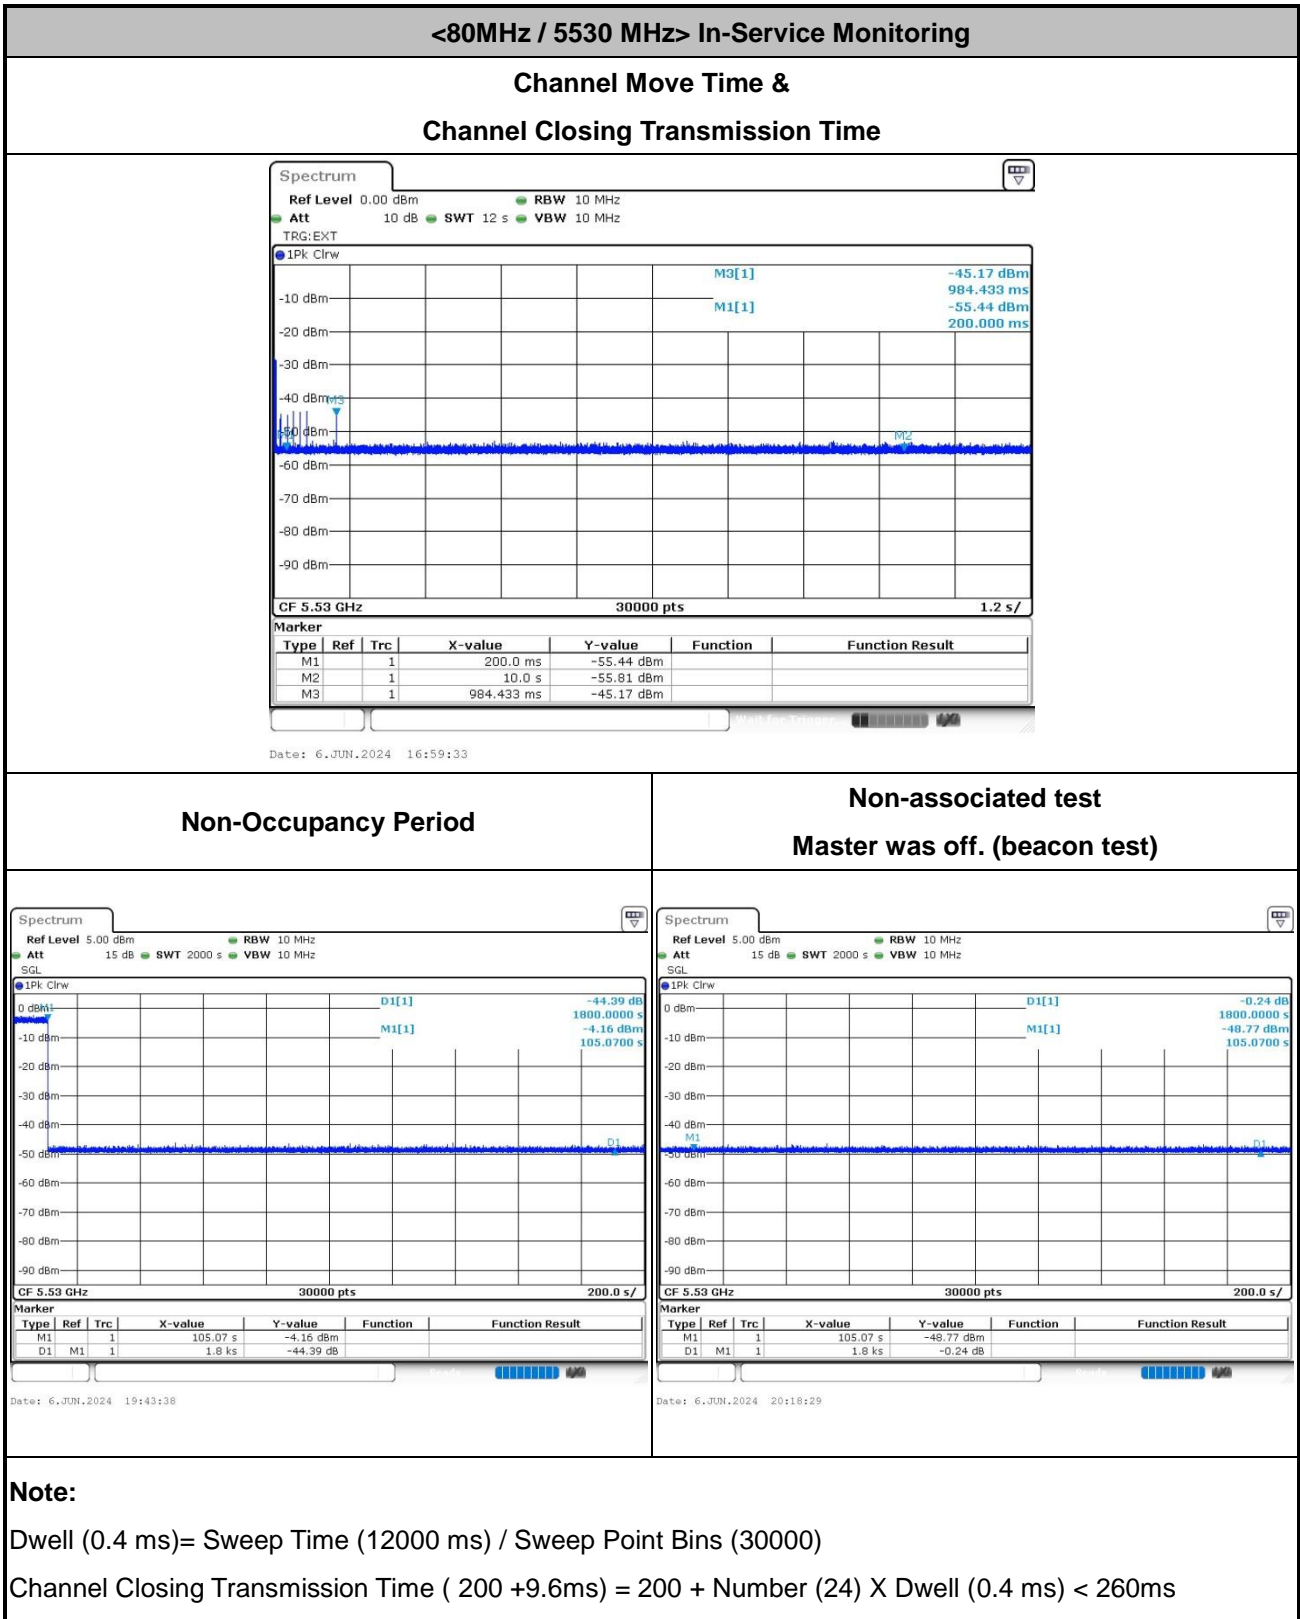 <80MHz / 5530 MHz> In-Service Monitoring
Channel Move Time &
Channel Closing Transmission Time
Spectrum
Ref Level 0.00 dBm RBW 10 MHz
Att 10 dB SWT 12 s VBW 10 MHz
TRG:EXT
1Pk Clrw
M3[1] -45.17 dBm
984.433 ms
-10 dBm
M1[1] -55.44 dBm
200.000 ms
-20 dBm
-30 dBm
-40 dBm
M3
-50 dBm
M2
-60 dBm
-70 dBm
-80 dBm
-90 dBm
CF 5.53 GHz 30000 pts 1.2 s/
Marker
Type Ref Trc X-value Y-value Function Function Result
M1 1 200.0 ms -55.44 dBm
M2 1 10.0 s -55.81 dBm
M3 1 984.433 ms -45.17 dBm
Wait for Trigger
Date: 6.JUN.2024 16:59:33
Non-Occupancy Period
Non-associated test
Master was off. (beacon test)
Spectrum
Ref Level 5.00 dBm RBW 10 MHz
Att 15 dB SWT 2000 s VBW 10 MHz
SGL
1Pk Clrw
D1[1] -44.39 dB
1800.0000 s
0 dBm
M1
M1[1] -4.16 dBm
105.0700 s
-10 dBm
-20 dBm
-30 dBm
-40 dBm
D1
-50 dBm
-60 dBm
-70 dBm
-80 dBm
-90 dBm
CF 5.53 GHz 30000 pts 200.0 s/
Marker
Type Ref Trc X-value Y-value Function Function Result
M1 1 105.07 s -4.16 dBm
D1 M1 1 1.8 ks -44.39 dB
Date: 6.JUN.2024 19:43:38
Spectrum
Ref Level 5.00 dBm RBW 10 MHz
Att 15 dB SWT 2000 s VBW 10 MHz
SGL
1Pk Clrw
D1[1] -0.24 dB
1800.0000 s
0 dBm
M1[1] -48.77 dBm
105.0700 s
-10 dBm
-20 dBm
-30 dBm
-40 dBm
M1
D1
-50 dBm
-60 dBm
-70 dBm
-80 dBm
-90 dBm
CF 5.53 GHz 30000 pts 200.0 s/
Marker
Type Ref Trc X-value Y-value Function Function Result
M1 1 105.07 s -48.77 dBm
D1 M1 1 1.8 ks -0.24 dB
Date: 6.JUN.2024 20:18:29
Note:
Dwell (0.4 ms)= Sweep Time (12000 ms) / Sweep Point Bins (30000)
Channel Closing Transmission Time ( 200 +9.6ms) = 200 + Number (24) X Dwell (0.4 ms) < 260ms